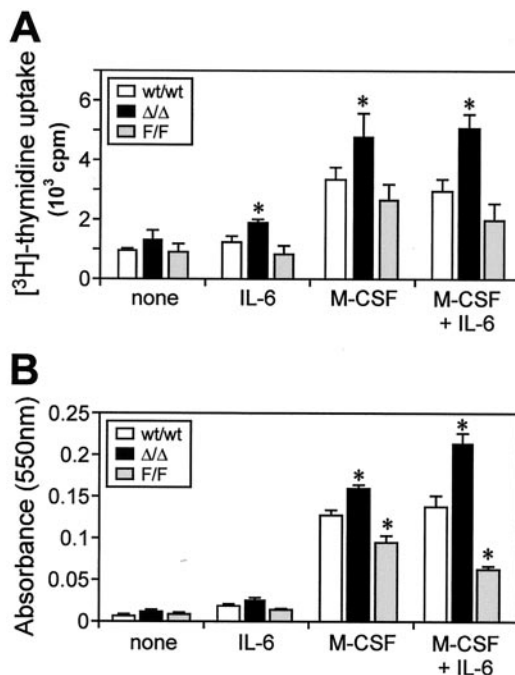 A
[³H]-thymidine uptake
(10³ cpm)
6
4
2
0
wt/wt
Δ/Δ
F/F
*
*
*
none
IL-6
M-CSF
M-CSF
+ IL-6
B
Absorbance (550nm)
0.25
0.2
0.15
0.1
0.05
0
wt/wt
Δ/Δ
F/F
*
*
*
*
none
IL-6
M-CSF
M-CSF
+ IL-6